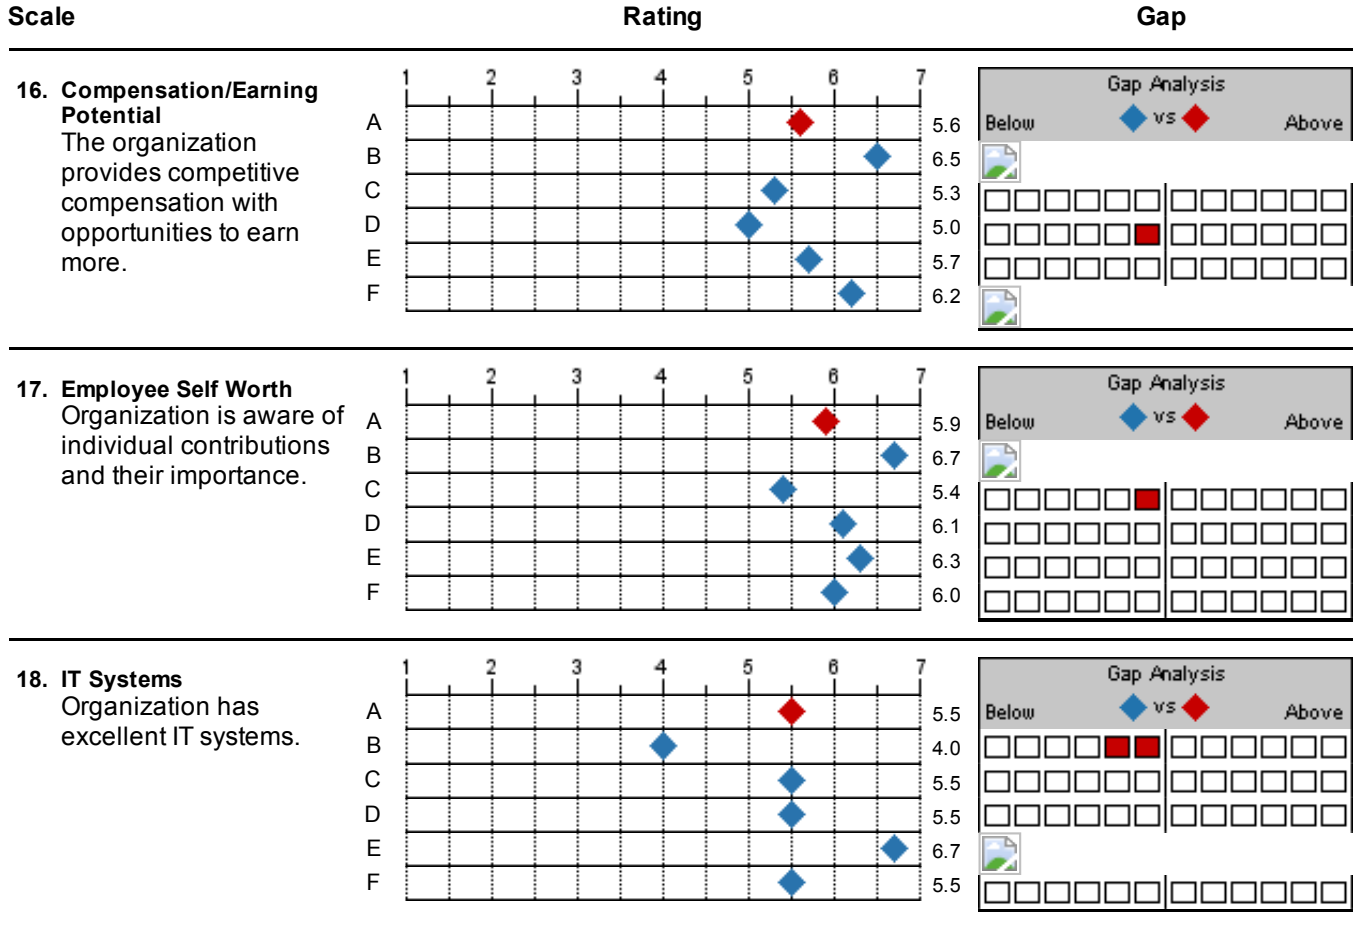 Scale Rating Gap
16. Compensation/Earning
Potential
The organization
provides competitive
compensation with
opportunities to earn
more.
1 2 3 4 5 6 7
A 5.6
B 6.5
C 5.3
D 5.0
E 5.7
F 6.2
Gap Analysis
Below vs Above
17. Employee Self Worth
Organization is aware of
individual contributions
and their importance.
1 2 3 4 5 6 7
A 5.9
B 6.7
C 5.4
D 6.1
E 6.3
F 6.0
Gap Analysis
Below vs Above
18. IT Systems
Organization has
excellent IT systems.
1 2 3 4 5 6 7
A 5.5
B 4.0
C 5.5
D 5.5
E 6.7
F 5.5
Gap Analysis
Below vs Above